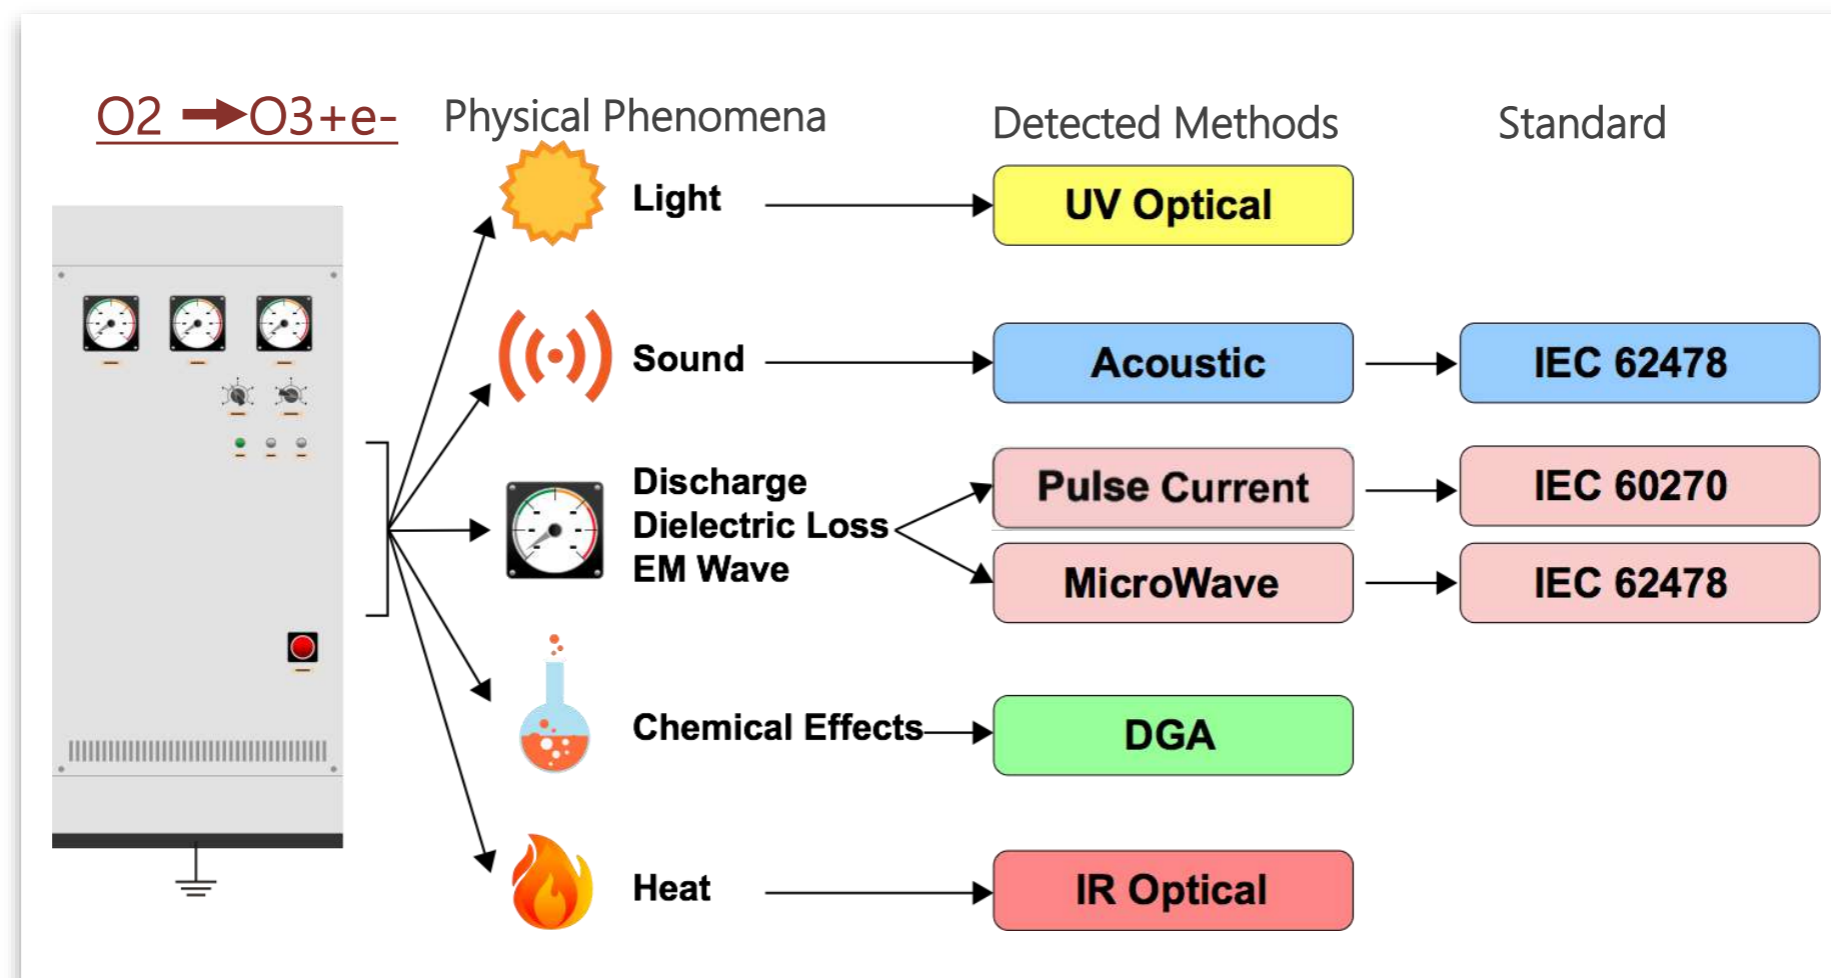 O2 ➡O3+e-
Physical Phenomena
Detected Methods
Standard
Light
UV Optical
Sound
Acoustic
IEC 62478
Discharge
Dielectric Loss
EM Wave
Pulse Current
IEC 60270
MicroWave
IEC 62478
Chemical Effects
DGA
Heat
IR Optical